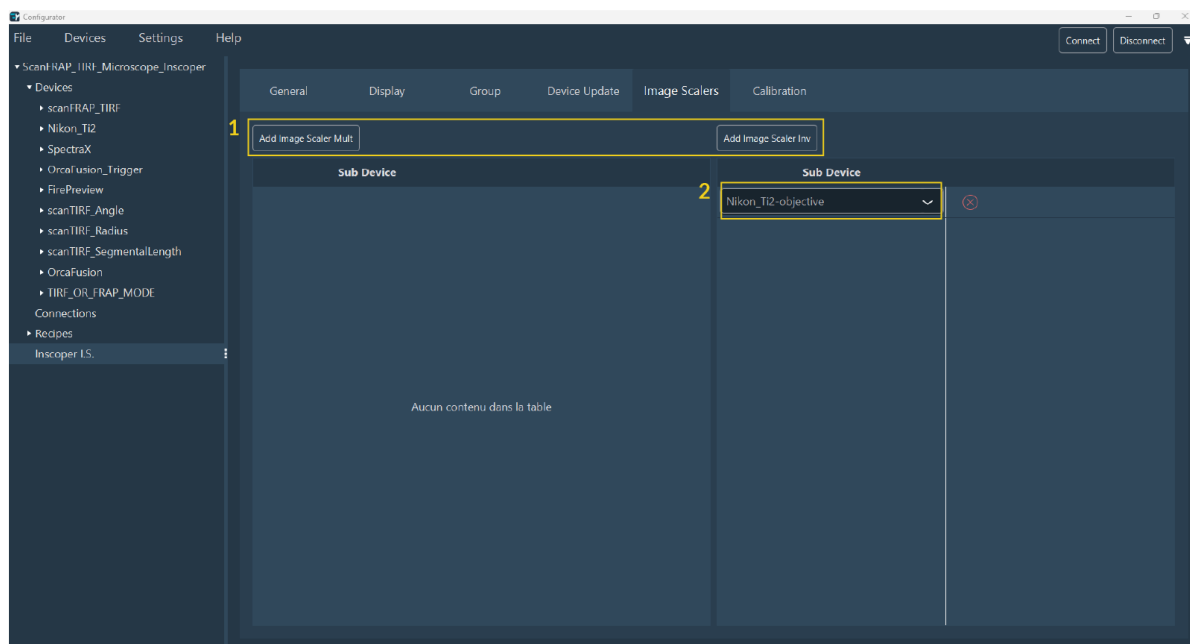 Configurator
File Devices Settings Help
Connect Disconnect
ScanFRAP_TIRF_Microscope_Inscoper
Devices
scanFRAP_TIRF
Nikon_Ti2
SpectraX
OrcaFusion_Trigger
FirePreview
scanTIRF_Angle
scanTIRF_Radius
scanTIRF_SegmentalLength
OrcaFusion
TIRF_OR_FRAP_MODE
Connections
Recipes
Inscoper I.S.
General Display Group Device Update Image Scalers Calibration
1
Add Image Scaler Mult Add Image Scaler Inv
Sub Device Sub Device
2
Nikon_Ti2-objective
Aucun contenu dans la table